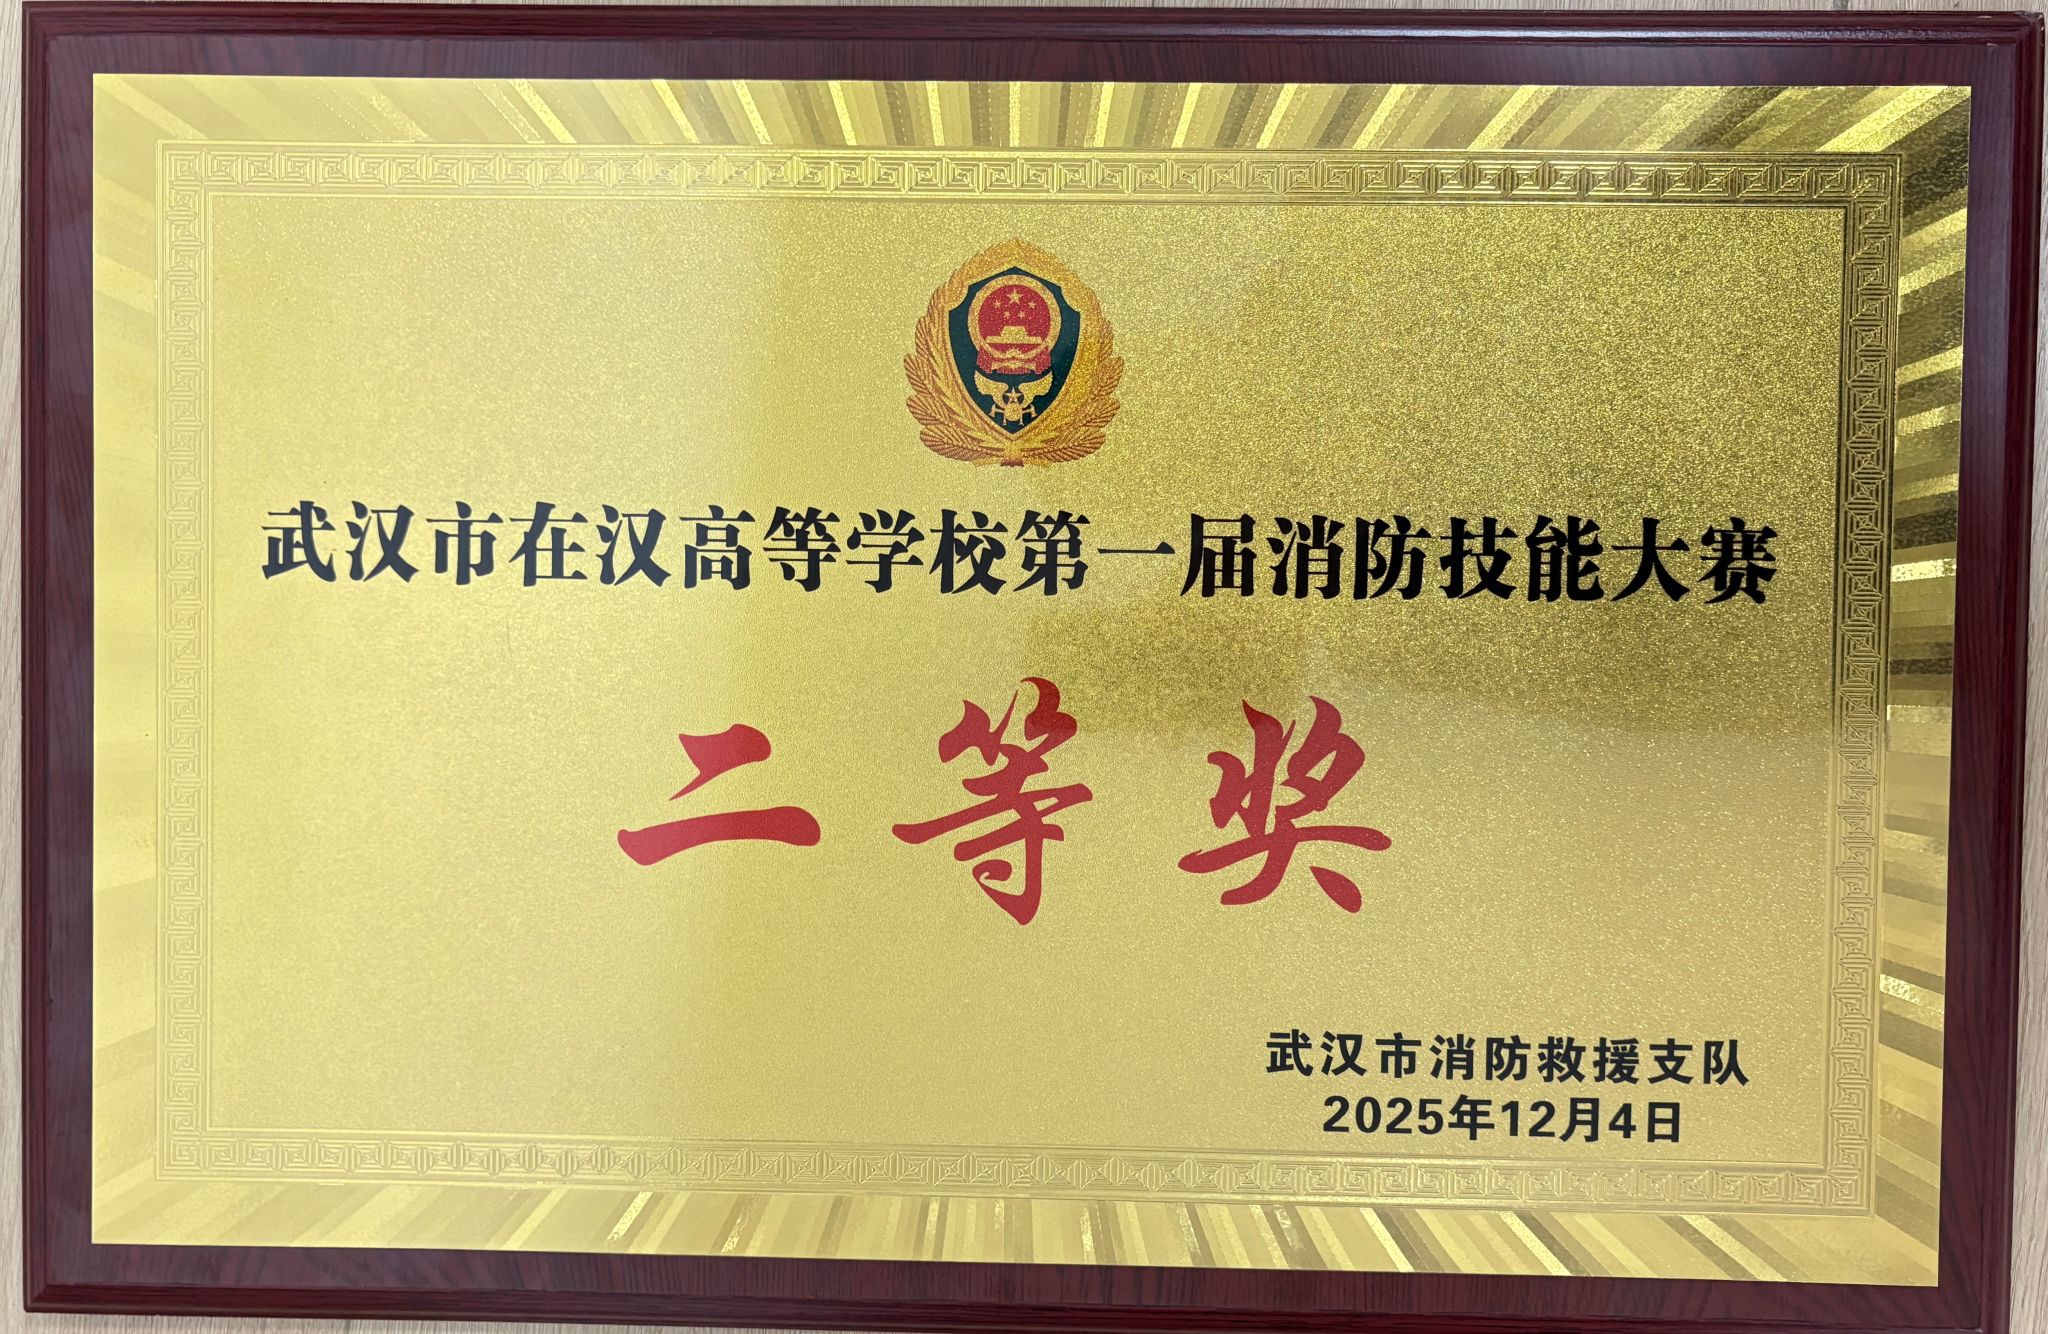 武汉市在汉高等学校第一届消防技能大赛
二等奖
武汉市消防救援支队
2025年12月4日